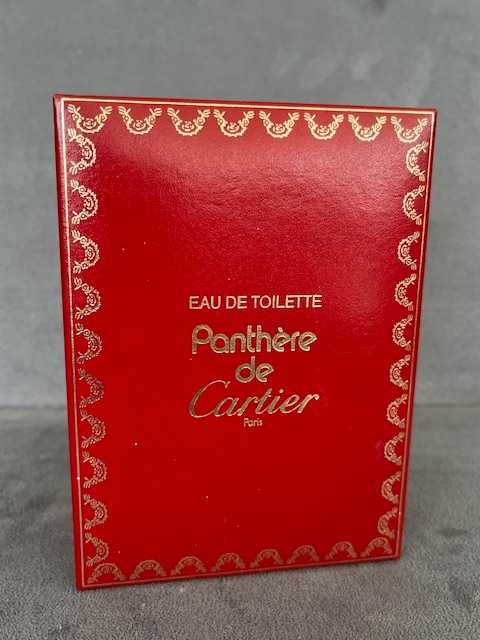 EAU DE TOILETTE
Panthère
de
Cartier
Paris